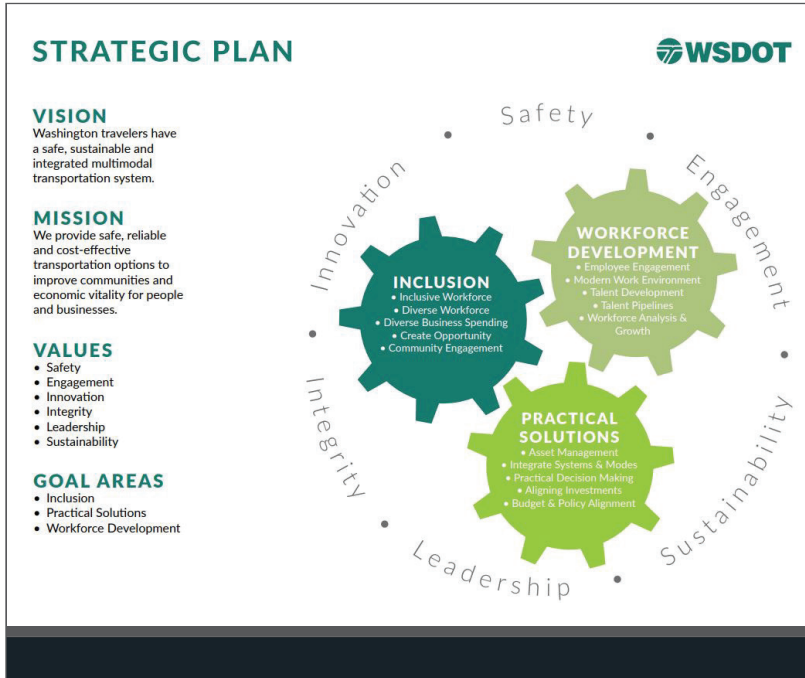 STRATEGIC PLAN
WSDOT
VISION
Washington travelers have
a safe, sustainable and
integrated multimodal
transportation system.
MISSION
We provide safe, reliable
and cost-effective
transportation options to
improve communities and
economic vitality for people
and businesses.
VALUES
• Safety
• Engagement
• Innovation
• Integrity
• Leadership
• Sustainability
GOAL AREAS
• Inclusion
• Practical Solutions
• Workforce Development
Safety
Engagement
Sustainability
Leadership
Integrity
Innovation
INCLUSION
• Inclusive Workforce
• Diverse Workforce
• Diverse Business Spending
• Create Opportunity
• Community Engagement
WORKFORCE
DEVELOPMENT
• Employee Engagement
• Modern Work Environment
• Talent Development
• Talent Pipelines
• Workforce Analysis &
Growth
PRACTICAL
SOLUTIONS
• Asset Management
• Integrate Systems & Modes
• Practical Decision Making
• Aligning Investments
• Budget & Policy Alignment